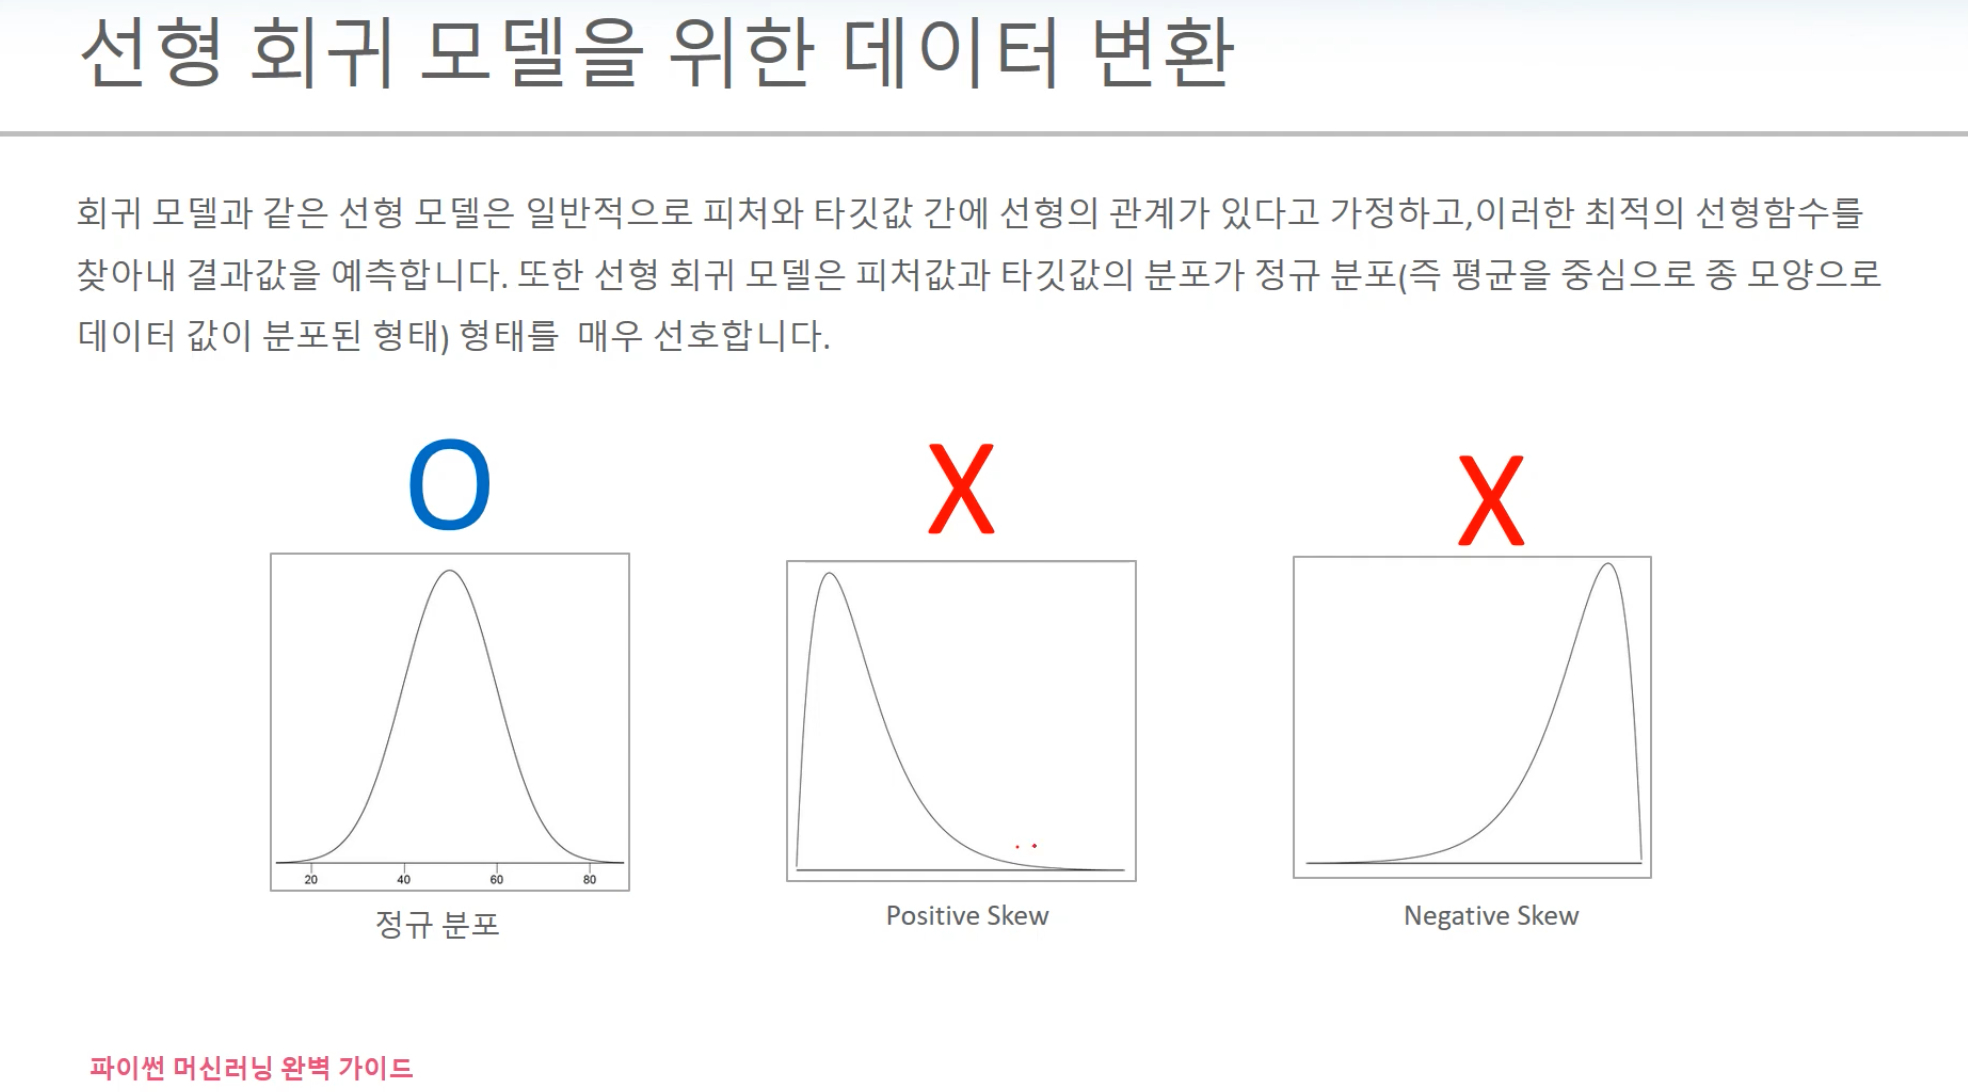 선형 회귀 모델을 위한 데이터 변환
회귀 모델과 같은 선형 모델은 일반적으로 피처와 타깃값 간에 선형의 관계가 있다고 가정하고,이러한 최적의 선형함수를
찾아내 결과값을 예측합니다. 또한 선형 회귀 모델은 피처값과 타깃값의 분포가 정규 분포(즉 평균을 중심으로 종 모양으로
데이터 값이 분포된 형태) 형태를 매우 선호합니다.
O X X
20 40 60 80
정규 분포 Positive Skew Negative Skew
파이썬 머신러닝 완벽 가이드